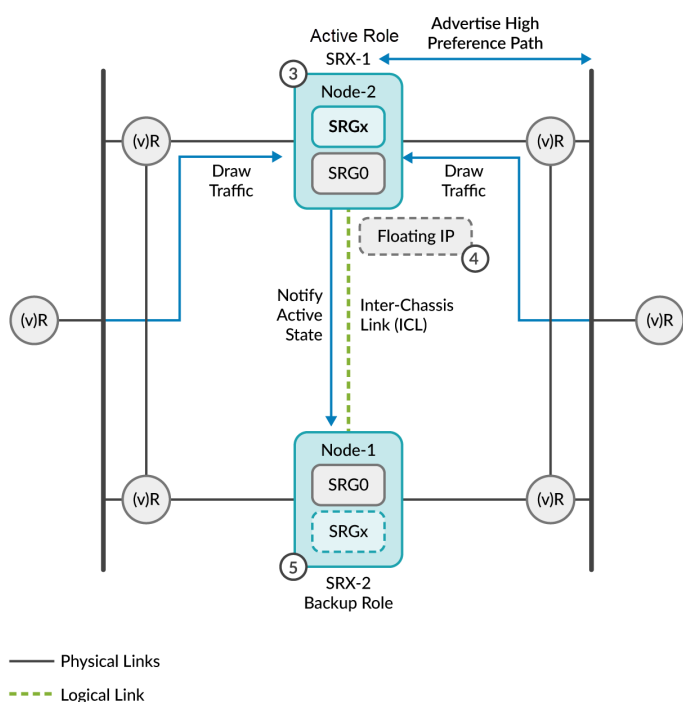 Active Role
SRX-1
Advertise High
Preference Path
3
Node-2
SRGx
SRG0
(v)R
(v)R
Draw
Traffic
Draw
Traffic
Floating IP
4
(v)R
Notify
Active
State
Inter-Chassis
Link (ICL)
(v)R
Node-1
SRG0
SRGx
(v)R
(v)R
5
SRX-2
Backup Role
Physical Links
Logical Link